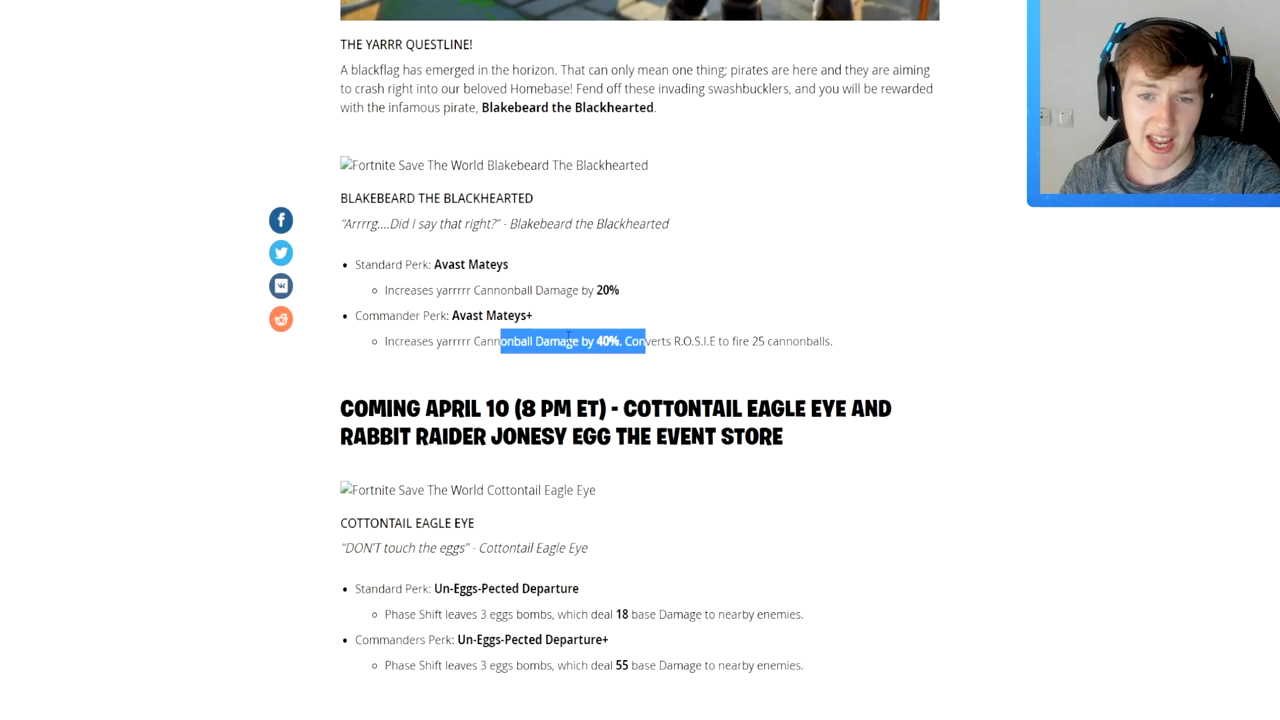 THE YARRR QUESTLINE!
A blackflag has emerged in the horizon. That can only mean one thing; pirates are here and they are aiming
to crash right into our beloved Homebase! Fend off these invading swashbucklers, and you will be rewarded
with the infamous pirate, Blakebeard the Blackhearted.
Fortnite Save The World Blakebeard The Blackhearted
BLAKEBEARD THE BLACKHEARTED
“Arrrrg....Did I say that right?” - Blakebeard the Blackhearted
Standard Perk: Avast Mateys
Increases yarrrrr Cannonball Damage by 20%
Commander Perk: Avast Mateys+
Increases yarrrrr Cannonball Damage by 40%. Converts R.O.S.I.E to fire 25 cannonballs.
COMING APRIL 10 (8 PM ET) - COTTONTAIL EAGLE EYE AND
RABBIT RAIDER JONESY EGG THE EVENT STORE
Fortnite Save The World Cottontail Eagle Eye
COTTONTAIL EAGLE EYE
“DON'T touch the eggs” - Cottontail Eagle Eye
Standard Perk: Un-Eggs-Pected Departure
Phase Shift leaves 3 eggs bombs, which deal 18 base Damage to nearby enemies.
Commanders Perk: Un-Eggs-Pected Departure+
Phase Shift leaves 3 eggs bombs, which deal 55 base Damage to nearby enemies.